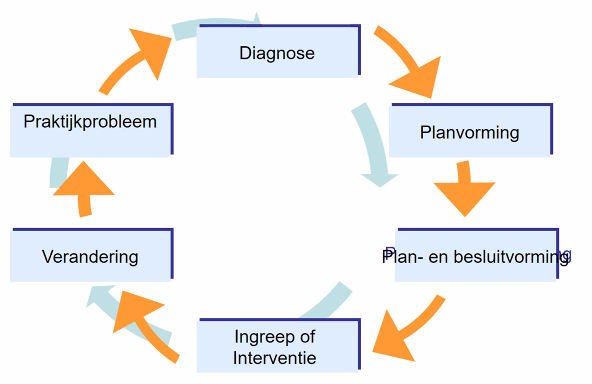 Diagnose
Planvorming
Plan- en besluitvorming
Ingreep of
Interventie
Verandering
Praktijkprobleem